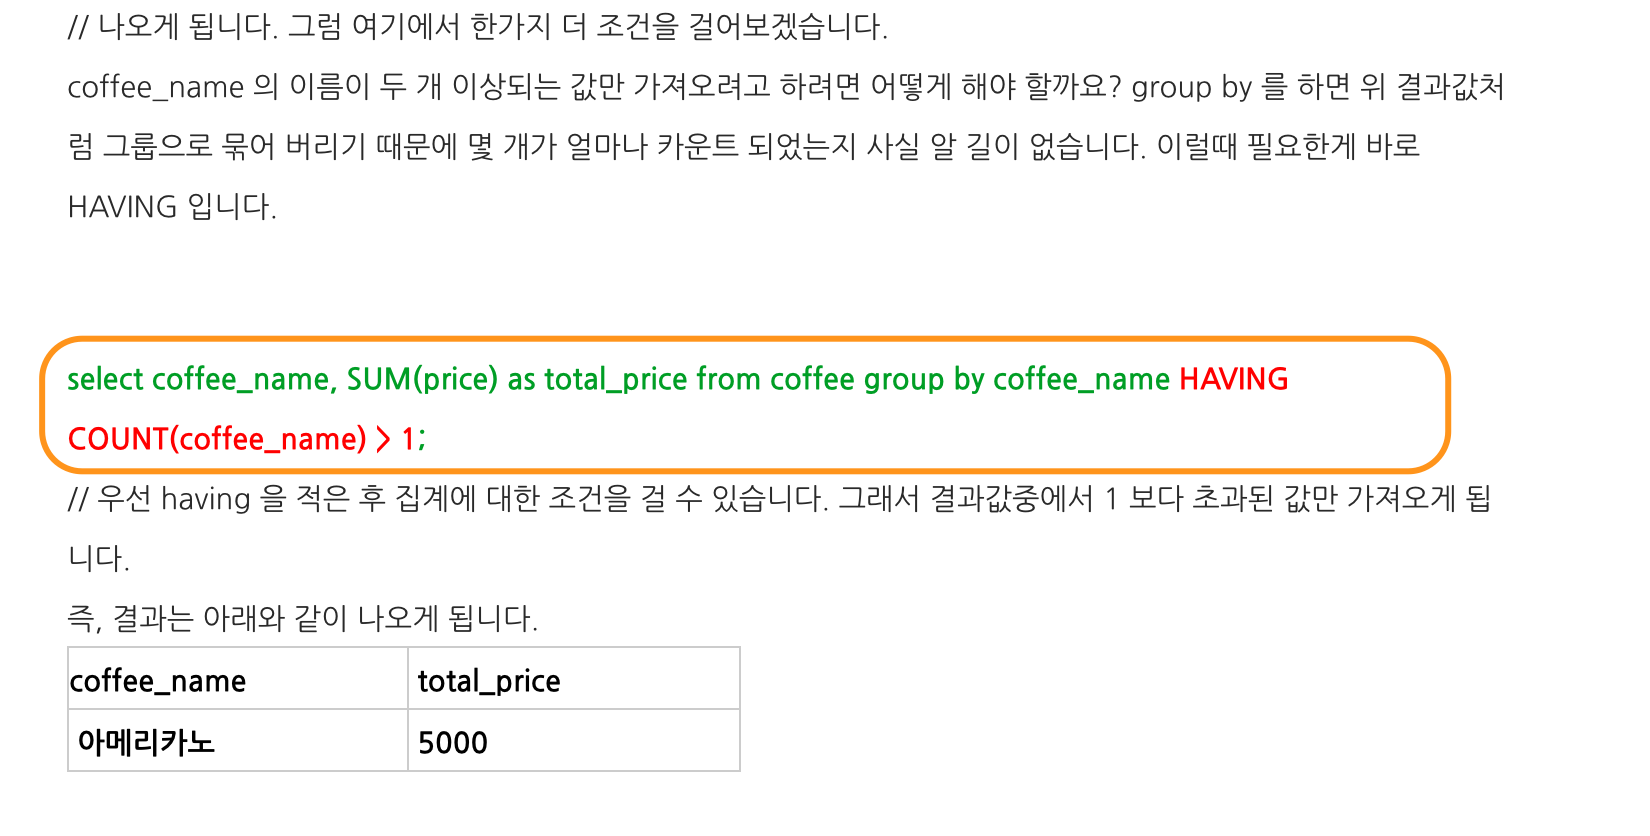 // 나오게 됩니다. 그럼 여기에서 한가지 더 조건을 걸어보겠습니다.
coffee_name 의 이름이 두 개 이상되는 값만 가져오려고 하려면 어떻게 해야 할까요? group by 를 하면 위 결과값처
럼 그룹으로 묶어 버리기 때문에 몇 개가 얼마나 카운트 되었는지 사실 알 길이 없습니다. 이럴때 필요한게 바로
HAVING 입니다.
select coffee_name, SUM(price) as total_price from coffee group by coffee_name HAVING
COUNT(coffee_name) > 1;
// 우선 having 을 적은 후 집계에 대한 조건을 걸 수 있습니다. 그래서 결과값중에서 1 보다 초과된 값만 가져오게 됩
니다.
즉, 결과는 아래와 같이 나오게 됩니다.
coffee_name total_price
아메리카노 5000